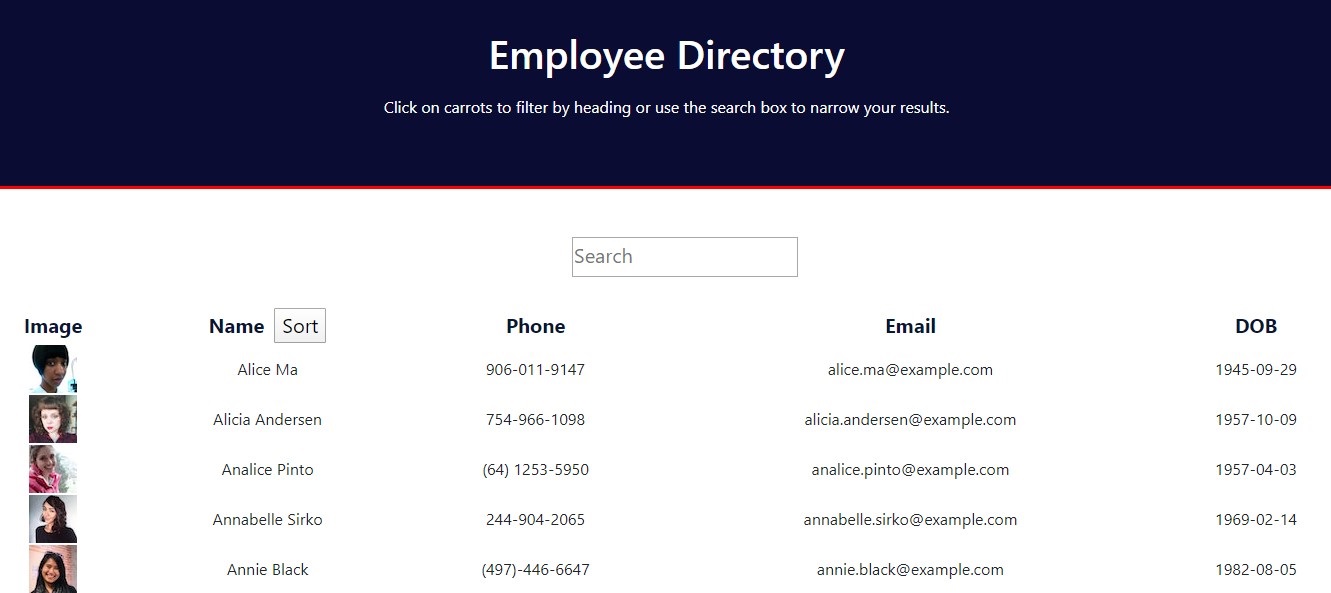 Employee Directory
Click on carrots to filter by heading or use the search box to narrow your results.
Search
Image Name Sort Phone Email DOB
Alice Ma 906-011-9147 alice.ma@example.com 1945-09-29
Alicia Andersen 754-966-1098 alicia.andersen@example.com 1957-10-09
Analice Pinto (64) 1253-5950 analice.pinto@example.com 1957-04-03
Annabelle Sirko 244-904-2065 annabelle.sirko@example.com 1969-02-14
Annie Black (497)-446-6647 annie.black@example.com 1982-08-05